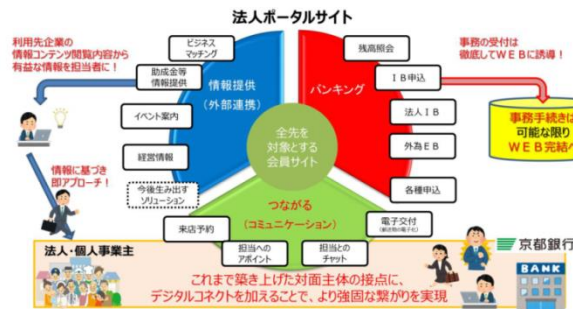 法人ポータルサイト
利用先企業の
情報コンテンツ閲覧内容から
有益な情報を担当者に！
事務の受付は
徹底してWEBに誘導！
ビジネス
マッチング
助成金等
情報提供
イベント案内
経営情報
今後生み出す
ソリューション
情報提供
（外部連携）
バンキング
残高照会
IB申込
法人IB
外為EB
各種申込
全先を
対象とする
会員サイト
事務手続きは
可能な限り
WEB完結へ
情報に基づき
即アプローチ！
つながる
（コミュニケーション）
来店予約
担当への
アポイント
担当との
チャット
電子交付
法人・個人事業主
京都銀行
BANK
これまで築き上げた対面主体の接点に、
デジタルコネクトを加えることで、より強固な繋がりを実現